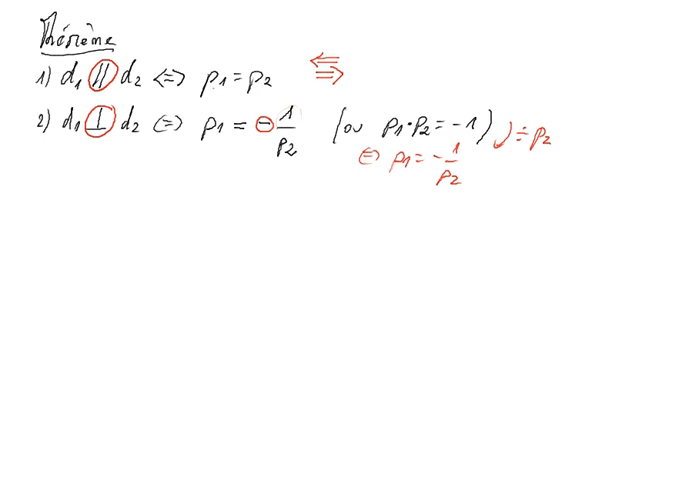 Théorème
1) d₁ // d₂ ⇔ p₁ = p₂ ⇐ ⇒
2) d₁ ⊥ d₂ ⇔ p₁ = - 1/p₂ (ou p₁·p₂ = -1) ÷ p₂
⇔ p₁ = - 1/p₂